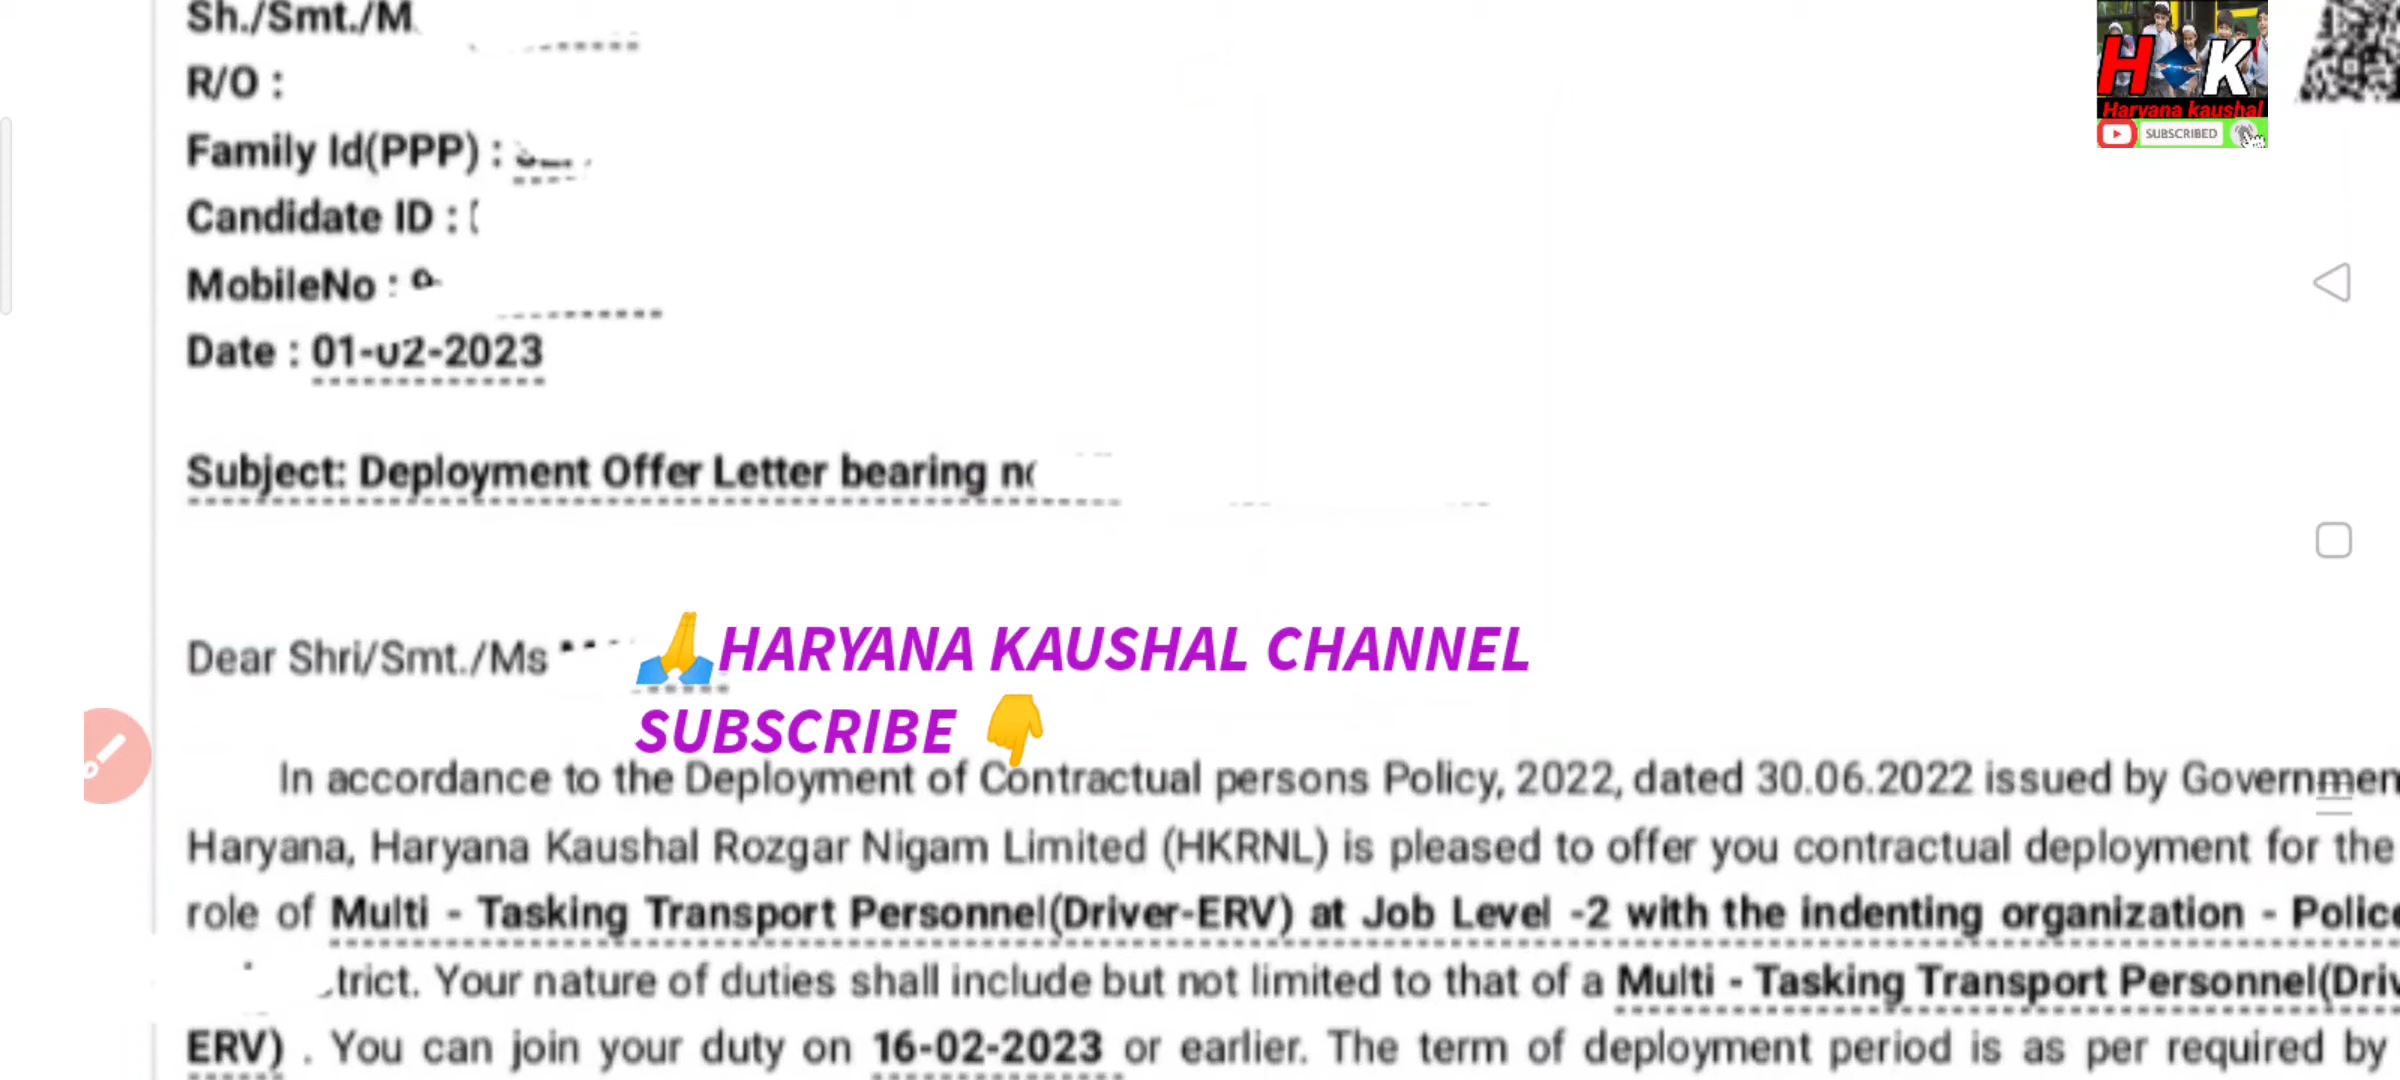 Sh./Smt./M
R/O :
Family Id(PPP) :
Candidate ID :
MobileNo :
Date : 01-02-2023
H K
Haryana kaushal
SUBSCRIBED
Subject: Deployment Offer Letter bearing
Dear Shri/Smt./Ms
🙏HARYANA KAUSHAL CHANNEL
SUBSCRIBE 👇
In accordance to the Deployment of Contractual persons Policy, 2022, dated 30.06.2022 issued by Governmen
Haryana, Haryana Kaushal Rozgar Nigam Limited (HKRNL) is pleased to offer you contractual deployment for the
role of Multi - Tasking Transport Personnel(Driver-ERV) at Job Level -2 with the indenting organization - Police
trict. Your nature of duties shall include but not limited to that of a Multi - Tasking Transport Personnel(Driv
ERV) . You can join your duty on 16-02-2023 or earlier. The term of deployment period is as per required by